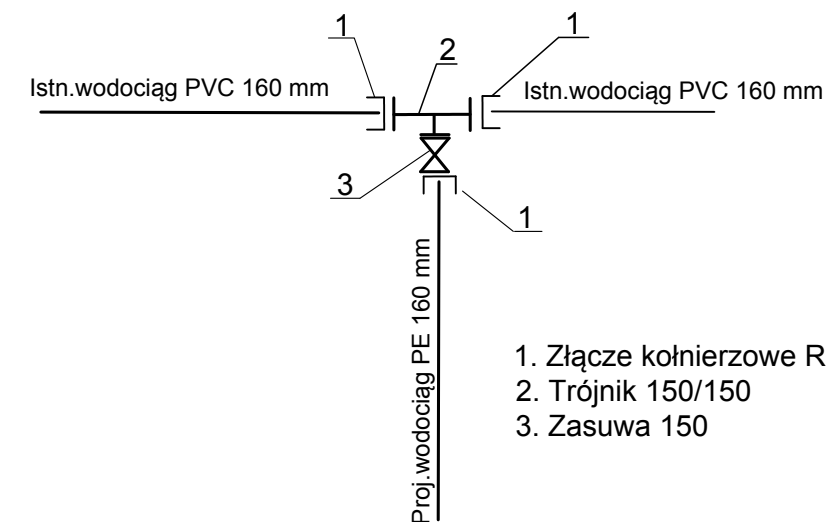 1
1
2
Istn.wodociąg PVC 160 mm
Istn.wodociąg PVC 160 mm
3
1
Proj.wodociąg PE 160 mm
1. Złącze kołnierzowe R
2. Trójnik 150/150
3. Zasuwa 150